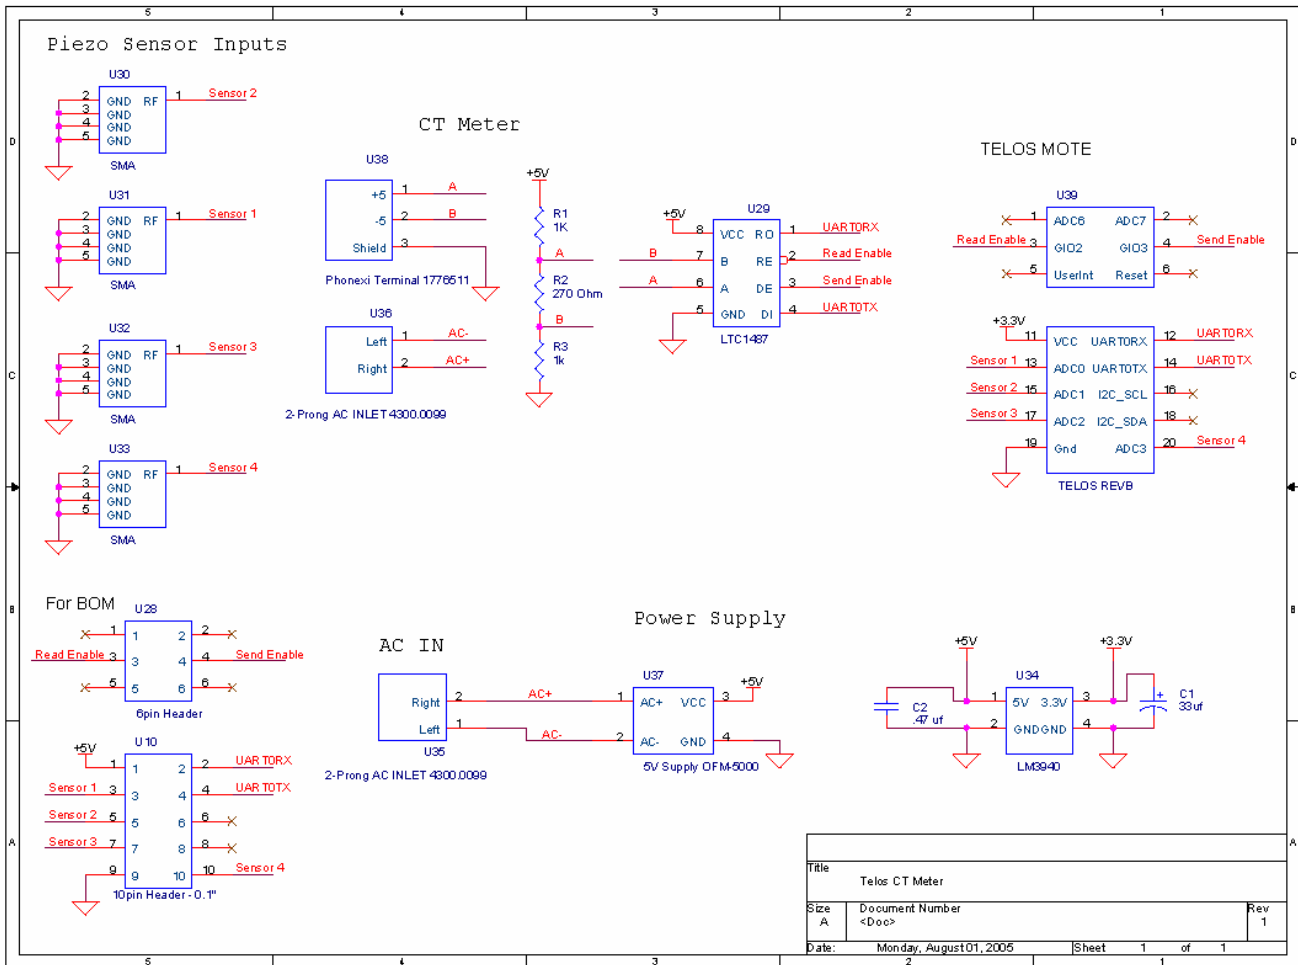 5 4 3 2 1
Piezo Sensor Inputs
U30
2 GND RF 1 Sensor 2
3 GND
4 GND
5 GND
SMA
U31
2 GND RF 1 Sensor 1
3 GND
4 GND
5 GND
SMA
U32
2 GND RF 1 Sensor 3
3 GND
4 GND
5 GND
SMA
U33
2 GND RF 1 Sensor 4
3 GND
4 GND
5 GND
SMA
CT Meter
U38
+5 1 A
-5 2 B
Shield 3
Phonexi Terminal 1776511
U36
Left 1 AC-
Right 2 AC+
2-Prong AC INLET 4300.0099
+5V
R1
1K
A
R2
270 Ohm
B
R3
1k
U29
+5V 8 VCC RO 1 UART0RX
B 7 B RE 2 Read Enable
A 6 A DE 3 Send Enable
5 GND DI 4 UART0TX
LTC1487
TELOS MOTE
U39
1 ADC6 ADC7 2
Read Enable 3 GIO2 GIO3 4 Send Enable
5 UserInt Reset 6
+3.3V
11 VCC UART0RX 12 UART0RX
Sensor 1 13 ADC0 UART0TX 14 UART0TX
Sensor 2 15 ADC1 I2C_SCL 16
Sensor 3 17 ADC2 I2C_SDA 18
19 Gnd ADC3 20 Sensor 4
TELOS REVB
For BOM
U28
1 1 2 2
Read Enable 3 3 4 4 Send Enable
5 5 6 6
6pin Header
U10
+5V
1 1 2 2 UART0RX
Sensor 1 3 3 4 4 UART0TX
Sensor 2 5 5 6 6
Sensor 3 7 7 8 8
9 9 10 10 Sensor 4
10pin Header - 0.1"
AC IN
Right 2 AC+
Left 1 AC-
U35
2-Prong AC INLET 4300.0099
Power Supply
U37
1 AC+ VCC 3 +5V
2 AC- GND 4
5V Supply OFM-5000
+5V +3.3V
U34
C2
.47 uf
1 5V 3.3V 3
2 GND GND 4
LM3940
+ C1
33uf
D D
C C
B B
A A
Title
Telos CT Meter
Size Document Number Rev
A <Doc> 1
Date: Monday, August 01, 2005 Sheet 1 of 1
5 4 3 2 1